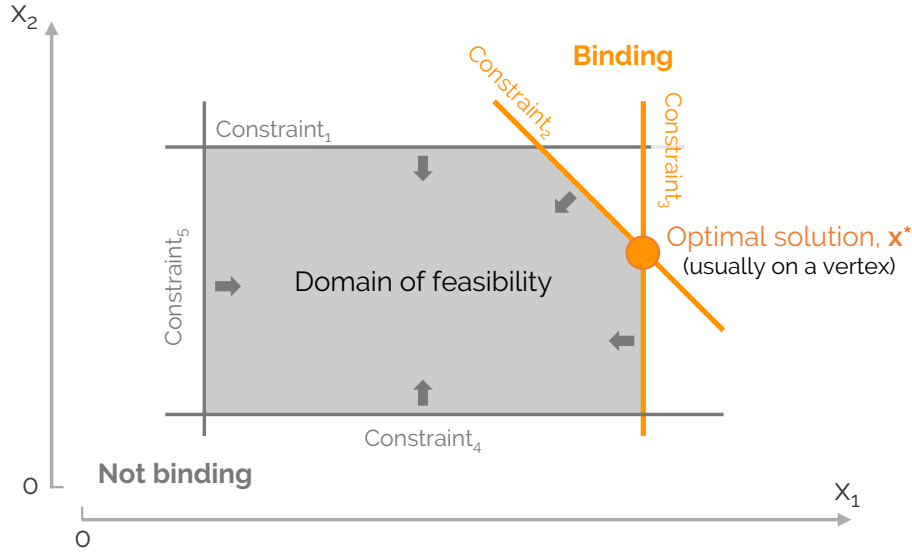 X₂
Binding
Constraint₂
Constraint₃
Constraint₁
Constraint₅
Optimal solution, x*
(usually on a vertex)
Domain of feasibility
Constraint₄
Not binding
0
X₁
0